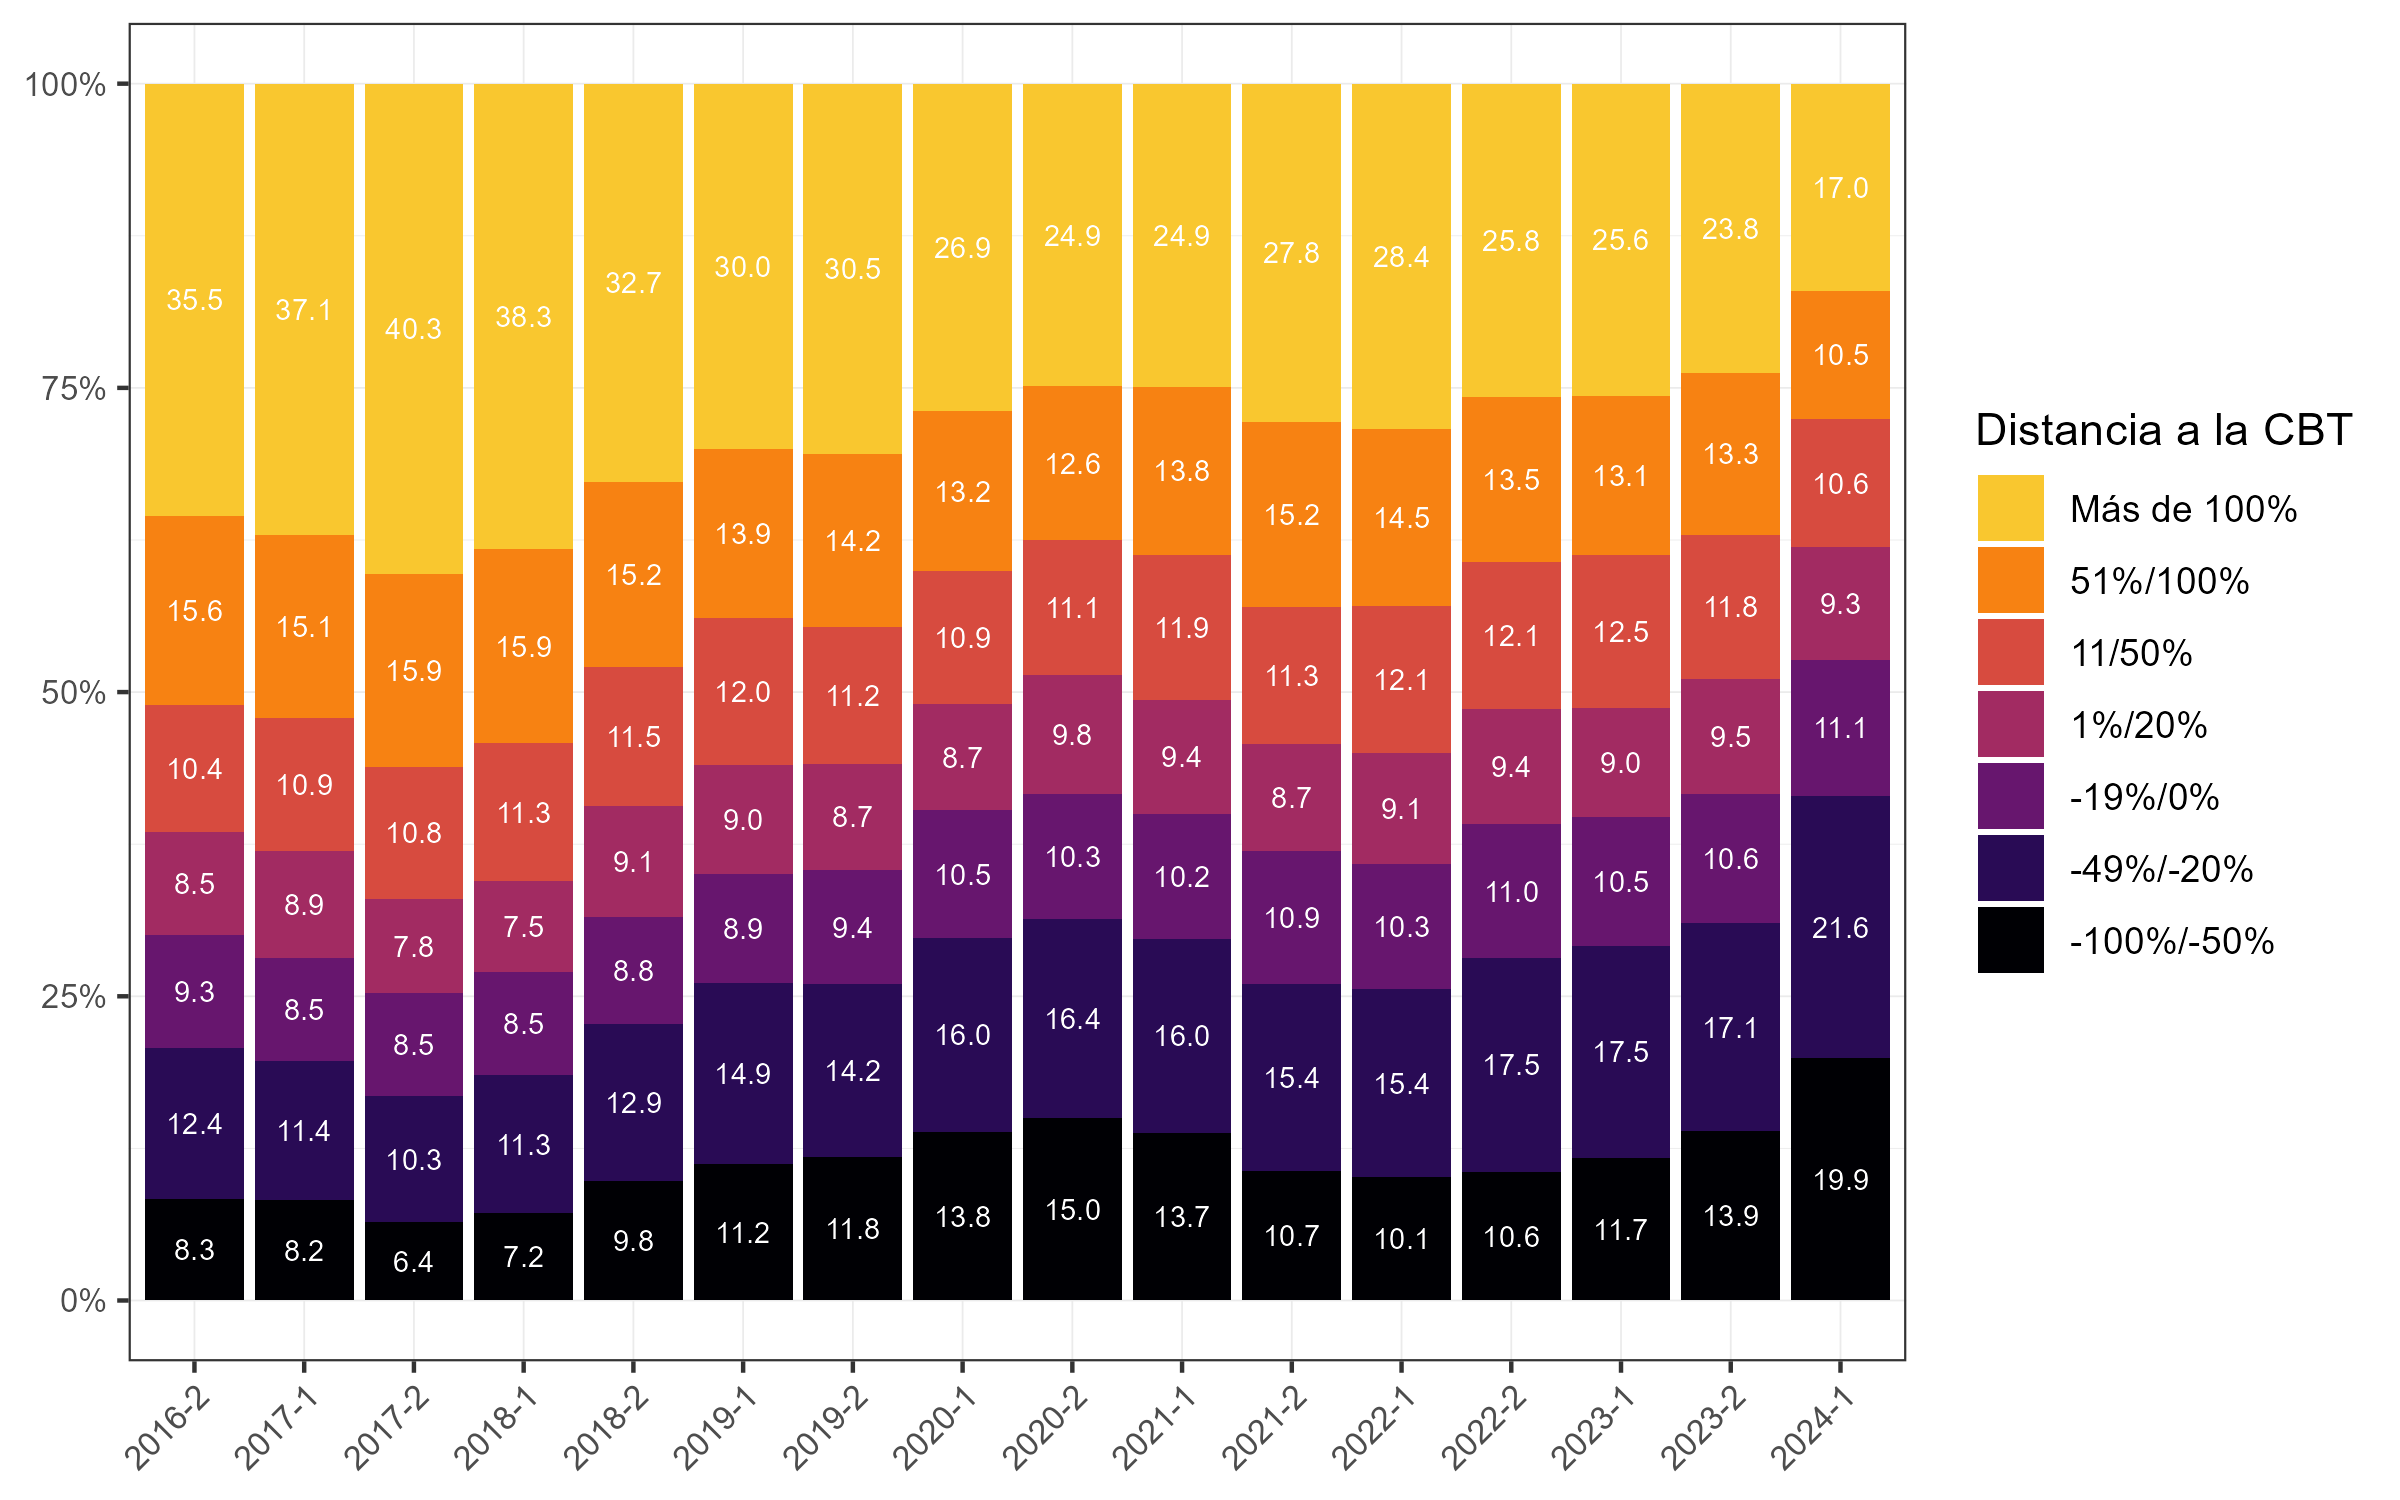 100%
75%
50%
25%
0%
35.5 37.1 40.3 38.3 32.7 30.0 30.5 26.9 24.9 24.9 27.8 28.4 25.8 25.6 23.8 17.0
15.6 15.1 15.9 15.9 15.2 13.9 14.2 13.2 12.6 13.8 15.2 14.5 13.5 13.1 13.3 10.5
10.4 10.9 10.8 11.3 11.5 12.0 11.2 10.9 11.1 11.9 11.3 12.1 12.1 12.5 11.8 10.6
8.5 8.9 7.8 7.5 9.1 9.0 8.7 8.7 9.8 9.4 8.7 9.1 9.4 9.0 9.5 9.3
9.3 8.5 8.5 8.5 8.8 8.9 9.4 10.5 10.3 10.2 10.9 10.3 11.0 10.5 10.6 11.1
12.4 11.4 10.3 11.3 12.9 14.9 14.2 16.0 16.4 16.0 15.4 15.4 17.5 17.5 17.1 21.6
8.3 8.2 6.4 7.2 9.8 11.2 11.8 13.8 15.0 13.7 10.7 10.1 10.6 11.7 13.9 19.9
2016-2 2017-1 2017-2 2018-1 2018-2 2019-1 2019-2 2020-1 2020-2 2021-1 2021-2 2022-1 2022-2 2023-1 2023-2 2024-1
Distancia a la CBT
Más de 100%
51%/100%
11/50%
1%/20%
-19%/0%
-49%/-20%
-100%/-50%